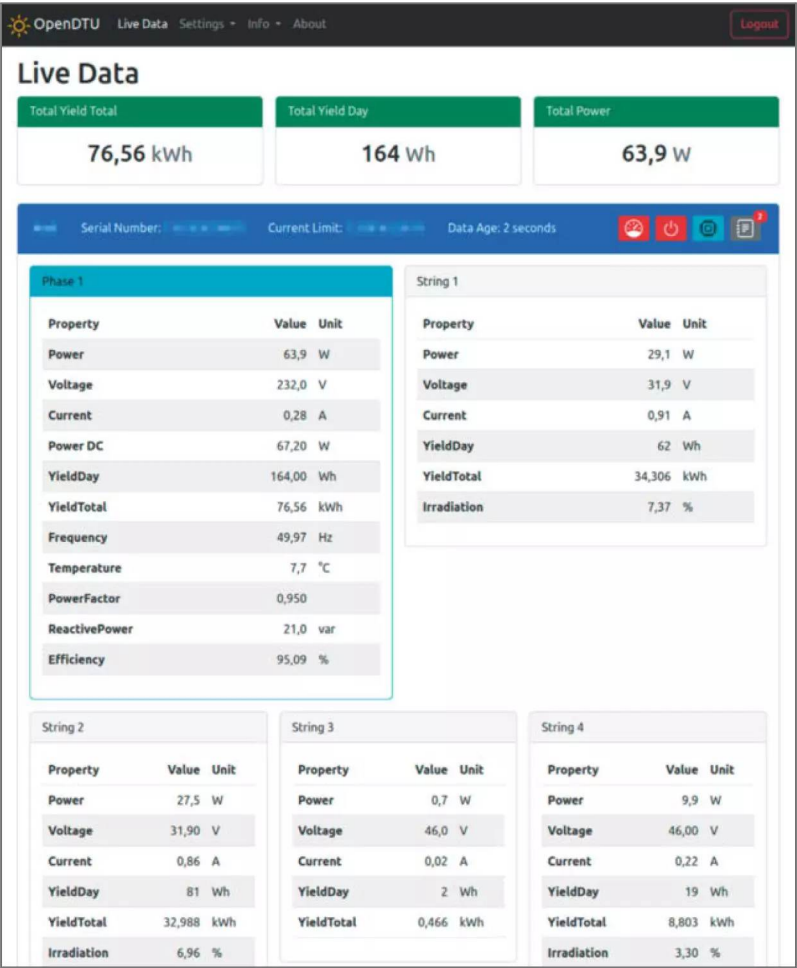 OpenDTU Live Data Settings Info About Logout
Live Data
Total Yield Total
76,56 kWh
Total Yield Day
164 Wh
Total Power
63,9 W
Serial Number: Current Limit: Data Age: 2 seconds 3
Phase 1
Property Value Unit
Power 63,9 W
Voltage 232,0 V
Current 0,28 A
Power DC 67,20 W
YieldDay 164,00 Wh
YieldTotal 76,56 kWh
Frequency 49,97 Hz
Temperature 7,7 °C
PowerFactor 0,950
ReactivePower 21,0 var
Efficiency 95,09 %
String 1
Property Value Unit
Power 29,1 W
Voltage 31,9 V
Current 0,91 A
YieldDay 62 Wh
YieldTotal 34,306 kWh
Irradiation 7,37 %
String 2
Property Value Unit
Power 27,5 W
Voltage 31,90 V
Current 0,86 A
YieldDay 81 Wh
YieldTotal 32,988 kWh
Irradiation 6,96 %
String 3
Property Value Unit
Power 0,7 W
Voltage 46,0 V
Current 0,02 A
YieldDay 2 Wh
YieldTotal 0,466 kWh
String 4
Property Value Unit
Power 9,9 W
Voltage 46,00 V
Current 0,22 A
YieldDay 19 Wh
YieldTotal 8,803 kWh
Irradiation 3,30 %